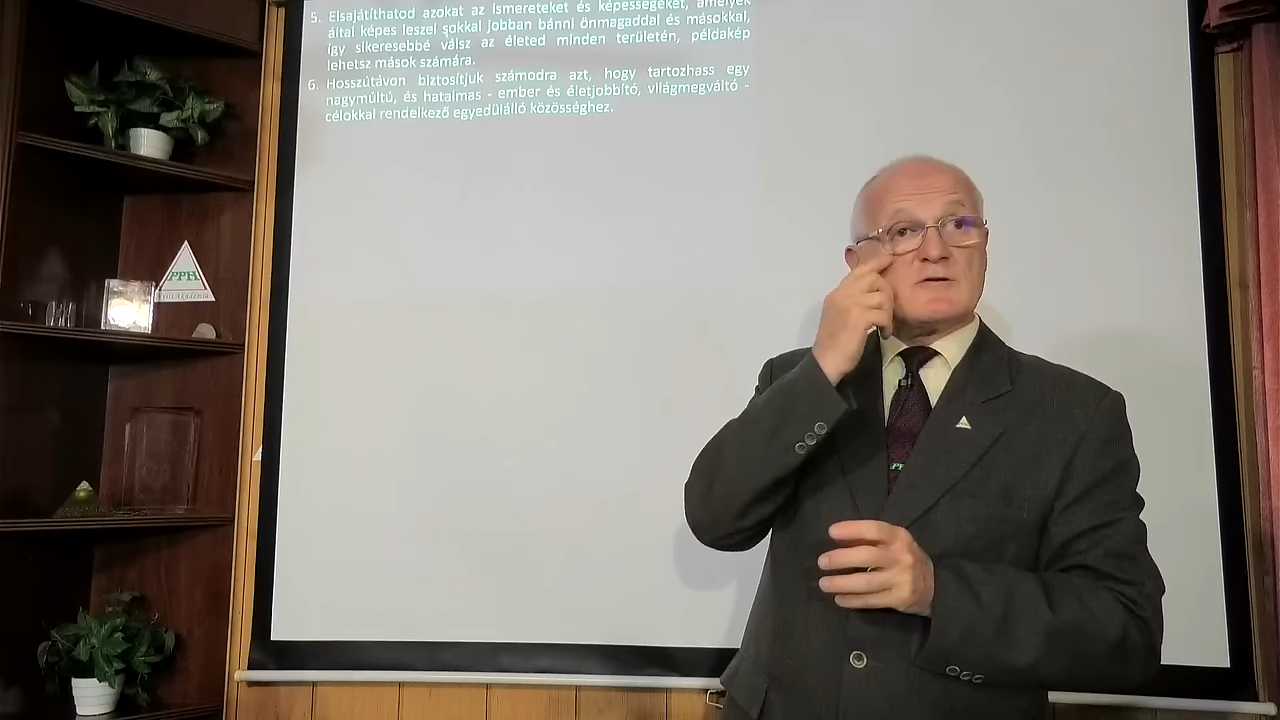 5. Elsajátíthatod azokat az ismereteket és képességeket, amelyek
által képes leszel sokkal jobban bánni önmagaddal és másokkal,
így sikeresebbé válsz az életed minden területén, példakép
lehetsz mások számára.
6. Hosszútávon biztosítjuk számodra azt, hogy tartozhass egy
nagymúltú, és hatalmas - ember és életjobbító, világmegváltó -
célokkal rendelkező egyedülálló közösséghez.
PPH